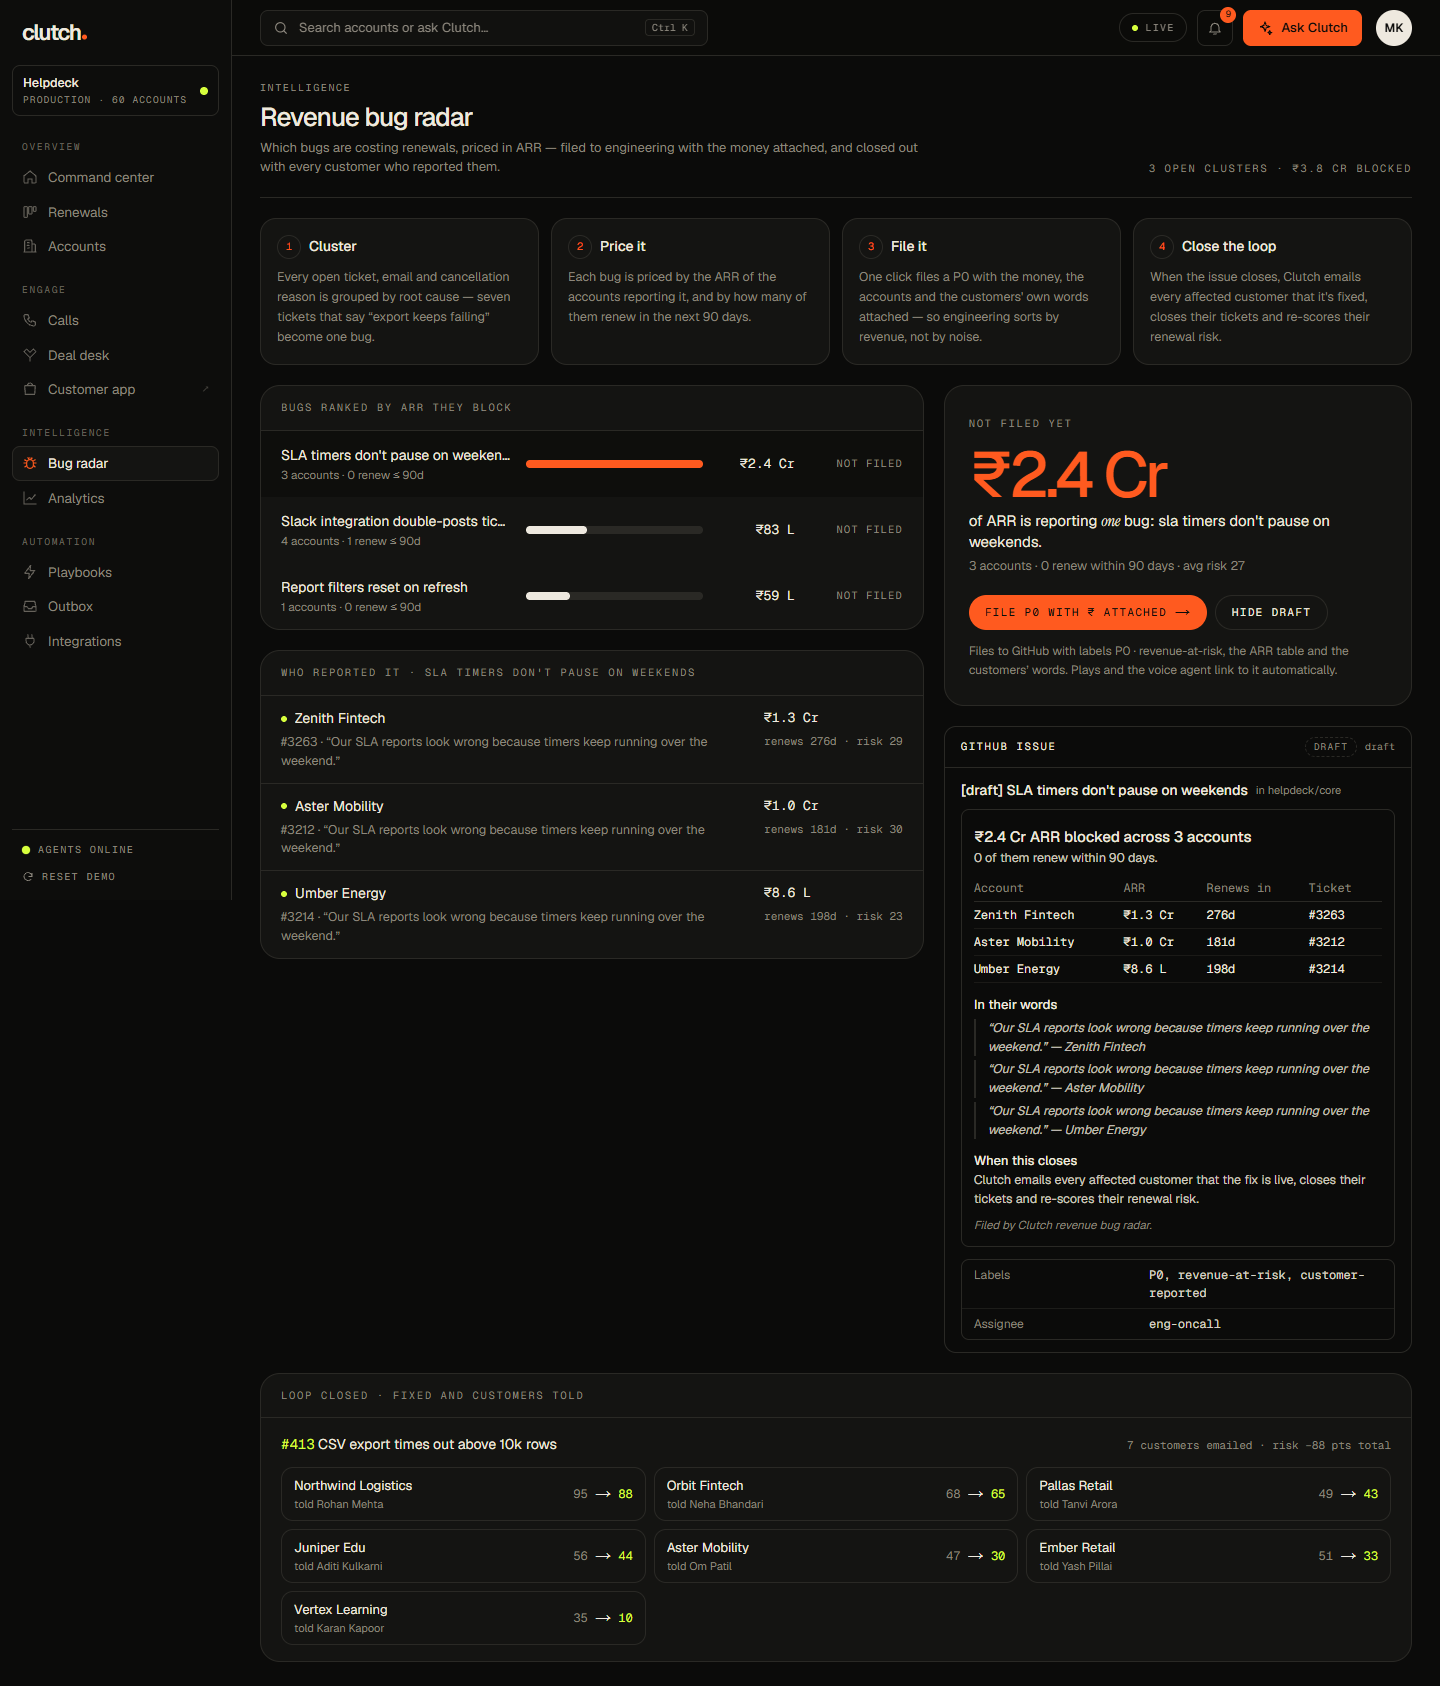 clutch.
Helpdeck
PRODUCTION · 60 ACCOUNTS
OVERVIEW
Command center
Renewals
Accounts
ENGAGE
Calls
Deal desk
Customer app ↗
INTELLIGENCE
Bug radar
Analytics
AUTOMATION
Playbooks
Outbox
Integrations
AGENTS ONLINE
RESET DEMO
Search accounts or ask Clutch...
Ctrl K
LIVE
9
Ask Clutch
MK
INTELLIGENCE
Revenue bug radar
Which bugs are costing renewals, priced in ARR — filed to engineering with the money attached, and closed out
with every customer who reported them.
3 OPEN CLUSTERS · ₹3.8 CR BLOCKED
1 Cluster
Every open ticket, email and cancellation
reason is grouped by root cause — seven
tickets that say “export keeps failing”
become one bug.
2 Price it
Each bug is priced by the ARR of the
accounts reporting it, and by how many of
them renew in the next 90 days.
3 File it
One click files a P0 with the money, the
accounts and the customers' own words
attached — so engineering sorts by
revenue, not by noise.
4 Close the loop
When the issue closes, Clutch emails
every affected customer that it's fixed,
closes their tickets and re-scores their
renewal risk.
BUGS RANKED BY ARR THEY BLOCK
SLA timers don't pause on weeken...
3 accounts · 0 renew ≤ 90d
₹2.4 Cr
NOT FILED
Slack integration double-posts tic...
4 accounts · 1 renew ≤ 90d
₹83 L
NOT FILED
Report filters reset on refresh
1 accounts · 0 renew ≤ 90d
₹59 L
NOT FILED
WHO REPORTED IT · SLA TIMERS DON'T PAUSE ON WEEKENDS
Zenith Fintech
₹1.3 Cr
#3263 · “Our SLA reports look wrong because timers keep running over the
weekend.”
renews 276d · risk 29
Aster Mobility
₹1.0 Cr
#3212 · “Our SLA reports look wrong because timers keep running over the
weekend.”
renews 181d · risk 30
Umber Energy
₹8.6 L
#3214 · “Our SLA reports look wrong because timers keep running over the
weekend.”
renews 198d · risk 23
NOT FILED YET
₹2.4 Cr
of ARR is reporting one bug: sla timers don't pause on
weekends.
3 accounts · 0 renew within 90 days · avg risk 27
FILE P0 WITH ₹ ATTACHED →
HIDE DRAFT
Files to GitHub with labels P0 · revenue-at-risk, the ARR table and the
customers' words. Plays and the voice agent link to it automatically.
GITHUB ISSUE
DRAFT draft
[draft] SLA timers don't pause on weekends in helpdeck/core
₹2.4 Cr ARR blocked across 3 accounts
0 of them renew within 90 days.
Account ARR Renews in Ticket
Zenith Fintech ₹1.3 Cr 276d #3263
Aster Mobility ₹1.0 Cr 181d #3212
Umber Energy ₹8.6 L 198d #3214
In their words
“Our SLA reports look wrong because timers keep running over the
weekend.” — Zenith Fintech
“Our SLA reports look wrong because timers keep running over the
weekend.” — Aster Mobility
“Our SLA reports look wrong because timers keep running over the
weekend.” — Umber Energy
When this closes
Clutch emails every affected customer that the fix is live, closes their
tickets and re-scores their renewal risk.
Filed by Clutch revenue bug radar.
Labels P0, revenue-at-risk, customer-
reported
Assignee eng-oncall
LOOP CLOSED · FIXED AND CUSTOMERS TOLD
#413 CSV export times out above 10k rows
7 customers emailed · risk −88 pts total
Northwind Logistics
told Rohan Mehta
95 → 88
Orbit Fintech
told Neha Bhandari
68 → 65
Pallas Retail
told Tanvi Arora
49 → 43
Juniper Edu
told Aditi Kulkarni
56 → 44
Aster Mobility
told Om Patil
47 → 30
Ember Retail
told Yash Pillai
51 → 33
Vertex Learning
told Karan Kapoor
35 → 10